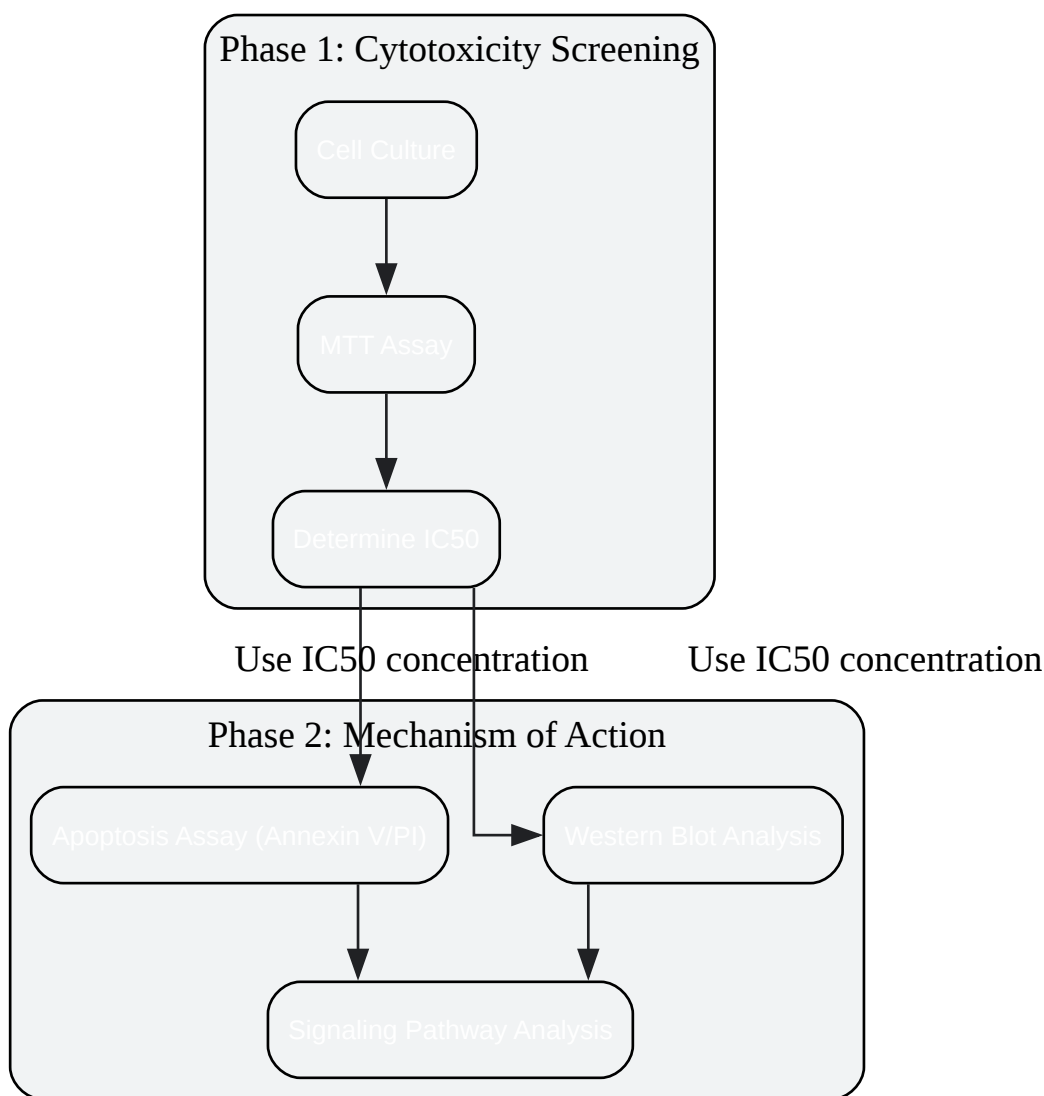 Phase 1: Cytotoxicity Screening
Cell Culture
MTT Assay
Determine IC50
Use IC50 concentration
Use IC50 concentration
Phase 2: Mechanism of Action
Apoptosis Assay (Annexin V/PI)
Western Blot Analysis
Signaling Pathway Analysis